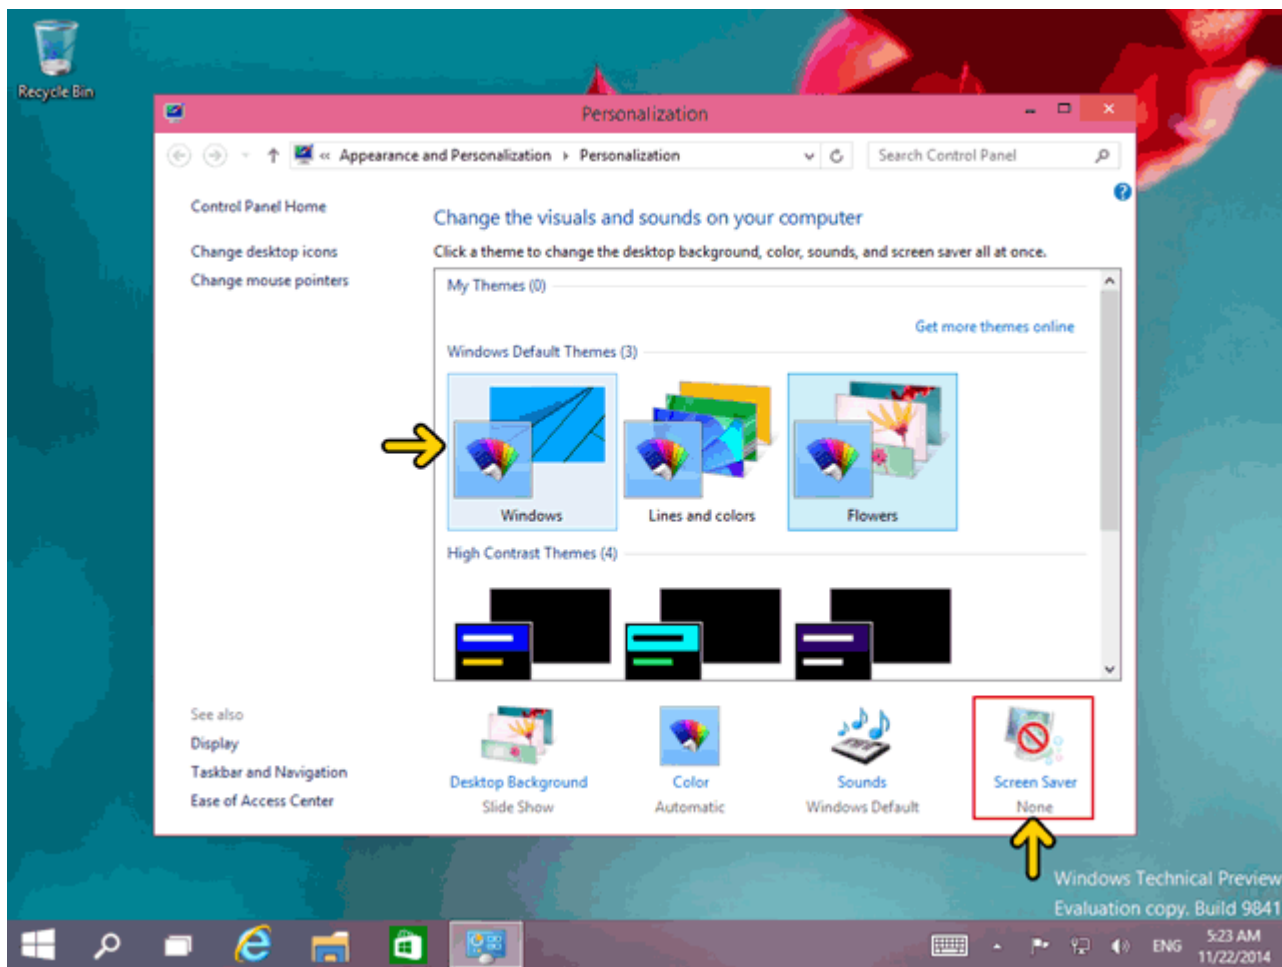 Recycle Bin
Personalization
« Appearance and Personalization Personalization
Search Control Panel
Control Panel Home
Change desktop icons
Change mouse pointers
Change the visuals and sounds on your computer
Click a theme to change the desktop background, color, sounds, and screen saver all at once.
My Themes (0)
Get more themes online
Windows Default Themes (3)
Windows
Lines and colors
Flowers
High Contrast Themes (4)
See also
Display
Taskbar and Navigation
Ease of Access Center
Desktop Background
Slide Show
Color
Automatic
Sounds
Windows Default
Screen Saver
None
Windows Technical Preview
Evaluation copy. Build 9841
ENG
5:23 AM
11/22/2014